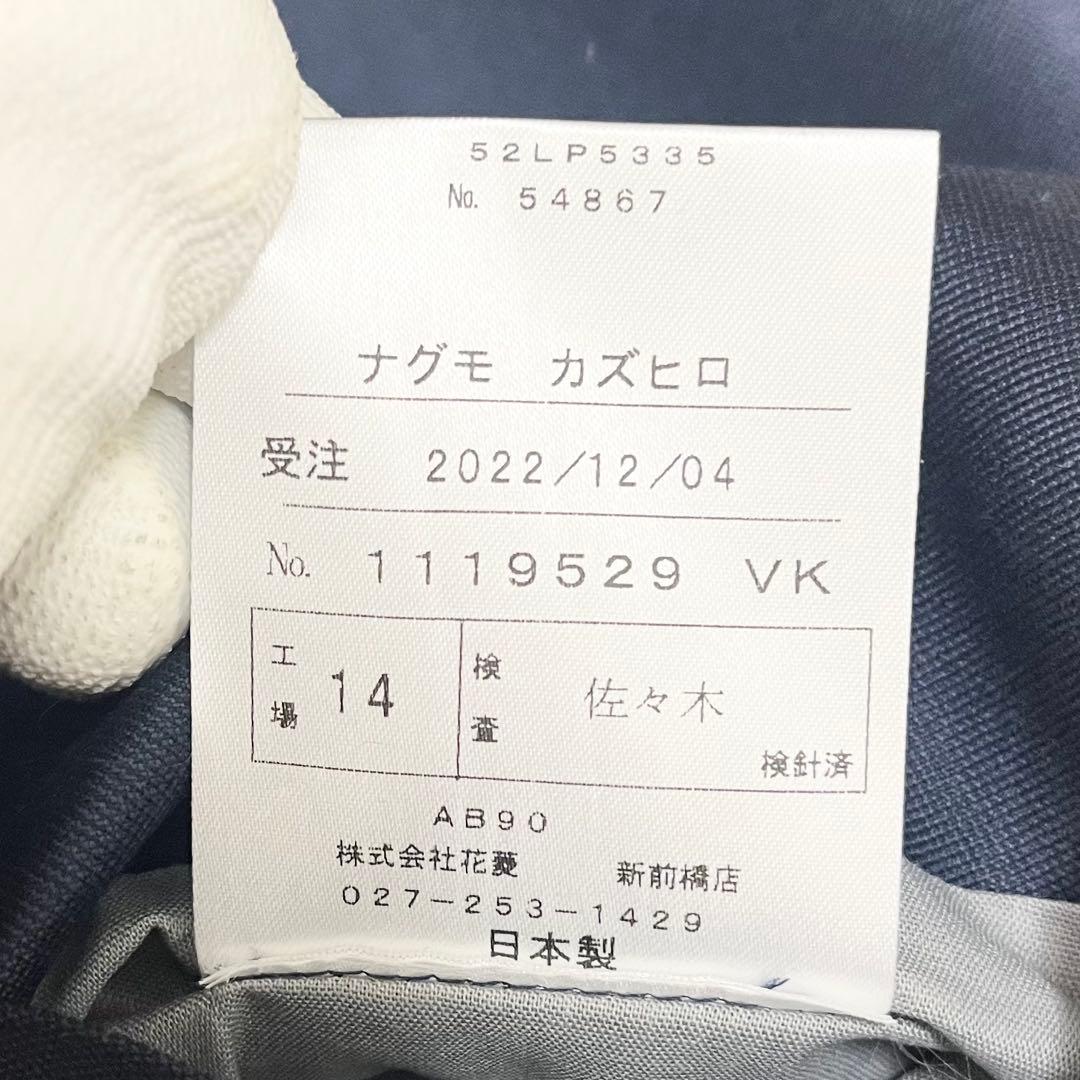 52LP5335
No. 54867
ナグモ カズヒロ
受注 2022/12/04
No. 1119529 VK
工場 14 検査 佐々木
検針済
AB90
株式会社花菱 新前橋店
027-253-1429
日本製